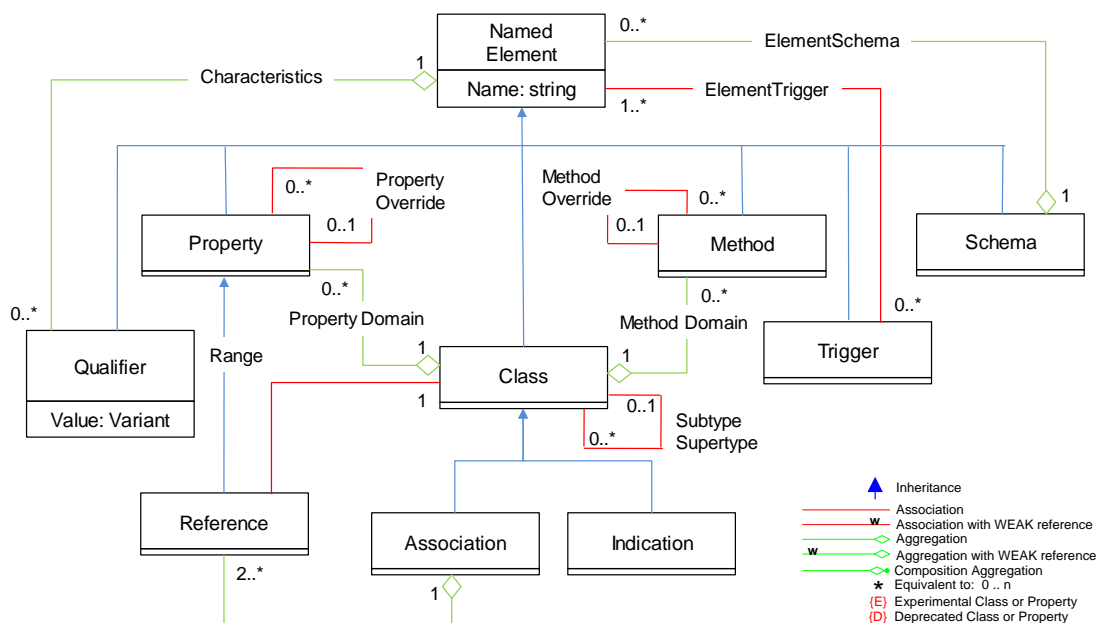 Named
Element
Name: string
0..*
ElementSchema
Characteristics
1
1..*
ElementTrigger
0..*
Property
Override
0..1
Property
Method
Override
0..*
0..1
Method
1
Schema
0..*
0..*
Property Domain
1
0..*
Method Domain
1
0..*
Qualifier
Value: Variant
Range
Class
1
0..1
0..*
Subtype
Supertype
Trigger
Reference
2..*
Association
1
Indication
Inheritance
Association
w
Association with WEAK reference
Aggregation
w
Aggregation with WEAK reference
Composition Aggregation
* Equivalent to: 0 .. n
{E} Experimental Class or Property
{D} Deprecated Class or Property